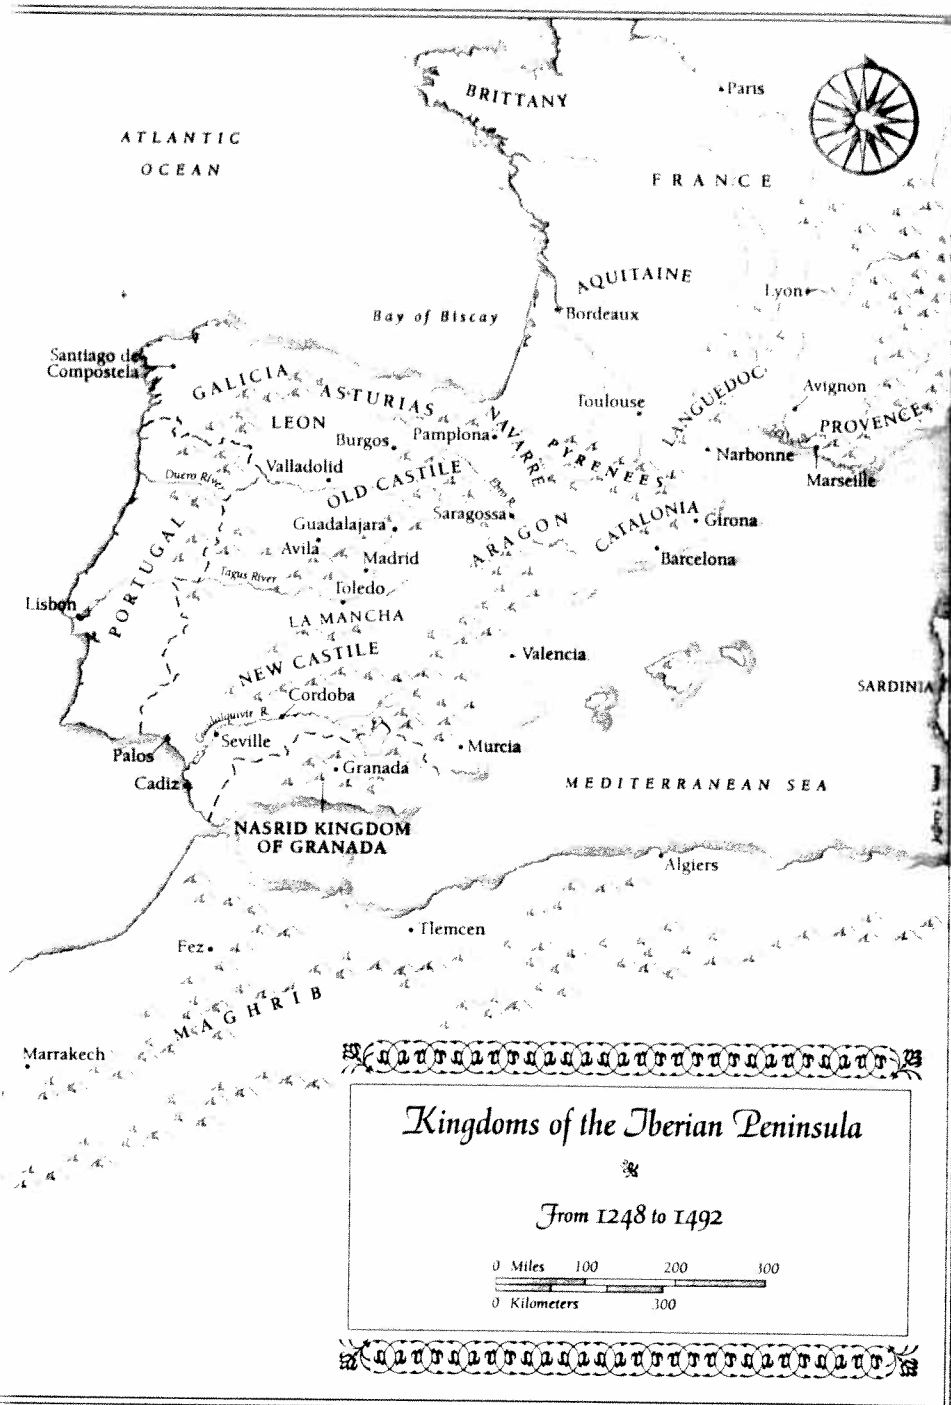 ATLANTIC
OCEAN
BRITTANY
Paris
FRANCE
AQUITAINE
Lyon
Bay of Biscay
Bordeaux
Santiago de
Compostela
GALICIA
ASTURIAS
LEON
Burgos
Pamplona
NAVARRE
Toulouse
LANGUEDOC
Avignon
PROVENCE
PYRENEES
Narbonne
Marseille
Valladolid
Duero River
OLD CASTILE
Ebro R.
Guadalajara
Saragossa
ARAGON
CATALONIA
Girona
Avila
Madrid
Barcelona
PORTUGAL
Tagus River
Toledo
Lisbon
LA MANCHA
Valencia
NEW CASTILE
Cordoba
SARDINIA
Seville
Murcia
Palos
Granada
Cadiz
MEDITERRANEAN SEA
NASRID KINGDOM
OF GRANADA
Algiers
Tlemcen
Fez
MAGHRIB
Marrakech
Kingdoms of the Iberian Peninsula
From 1248 to 1492
0 Miles 100 200 300
0 Kilometers 300